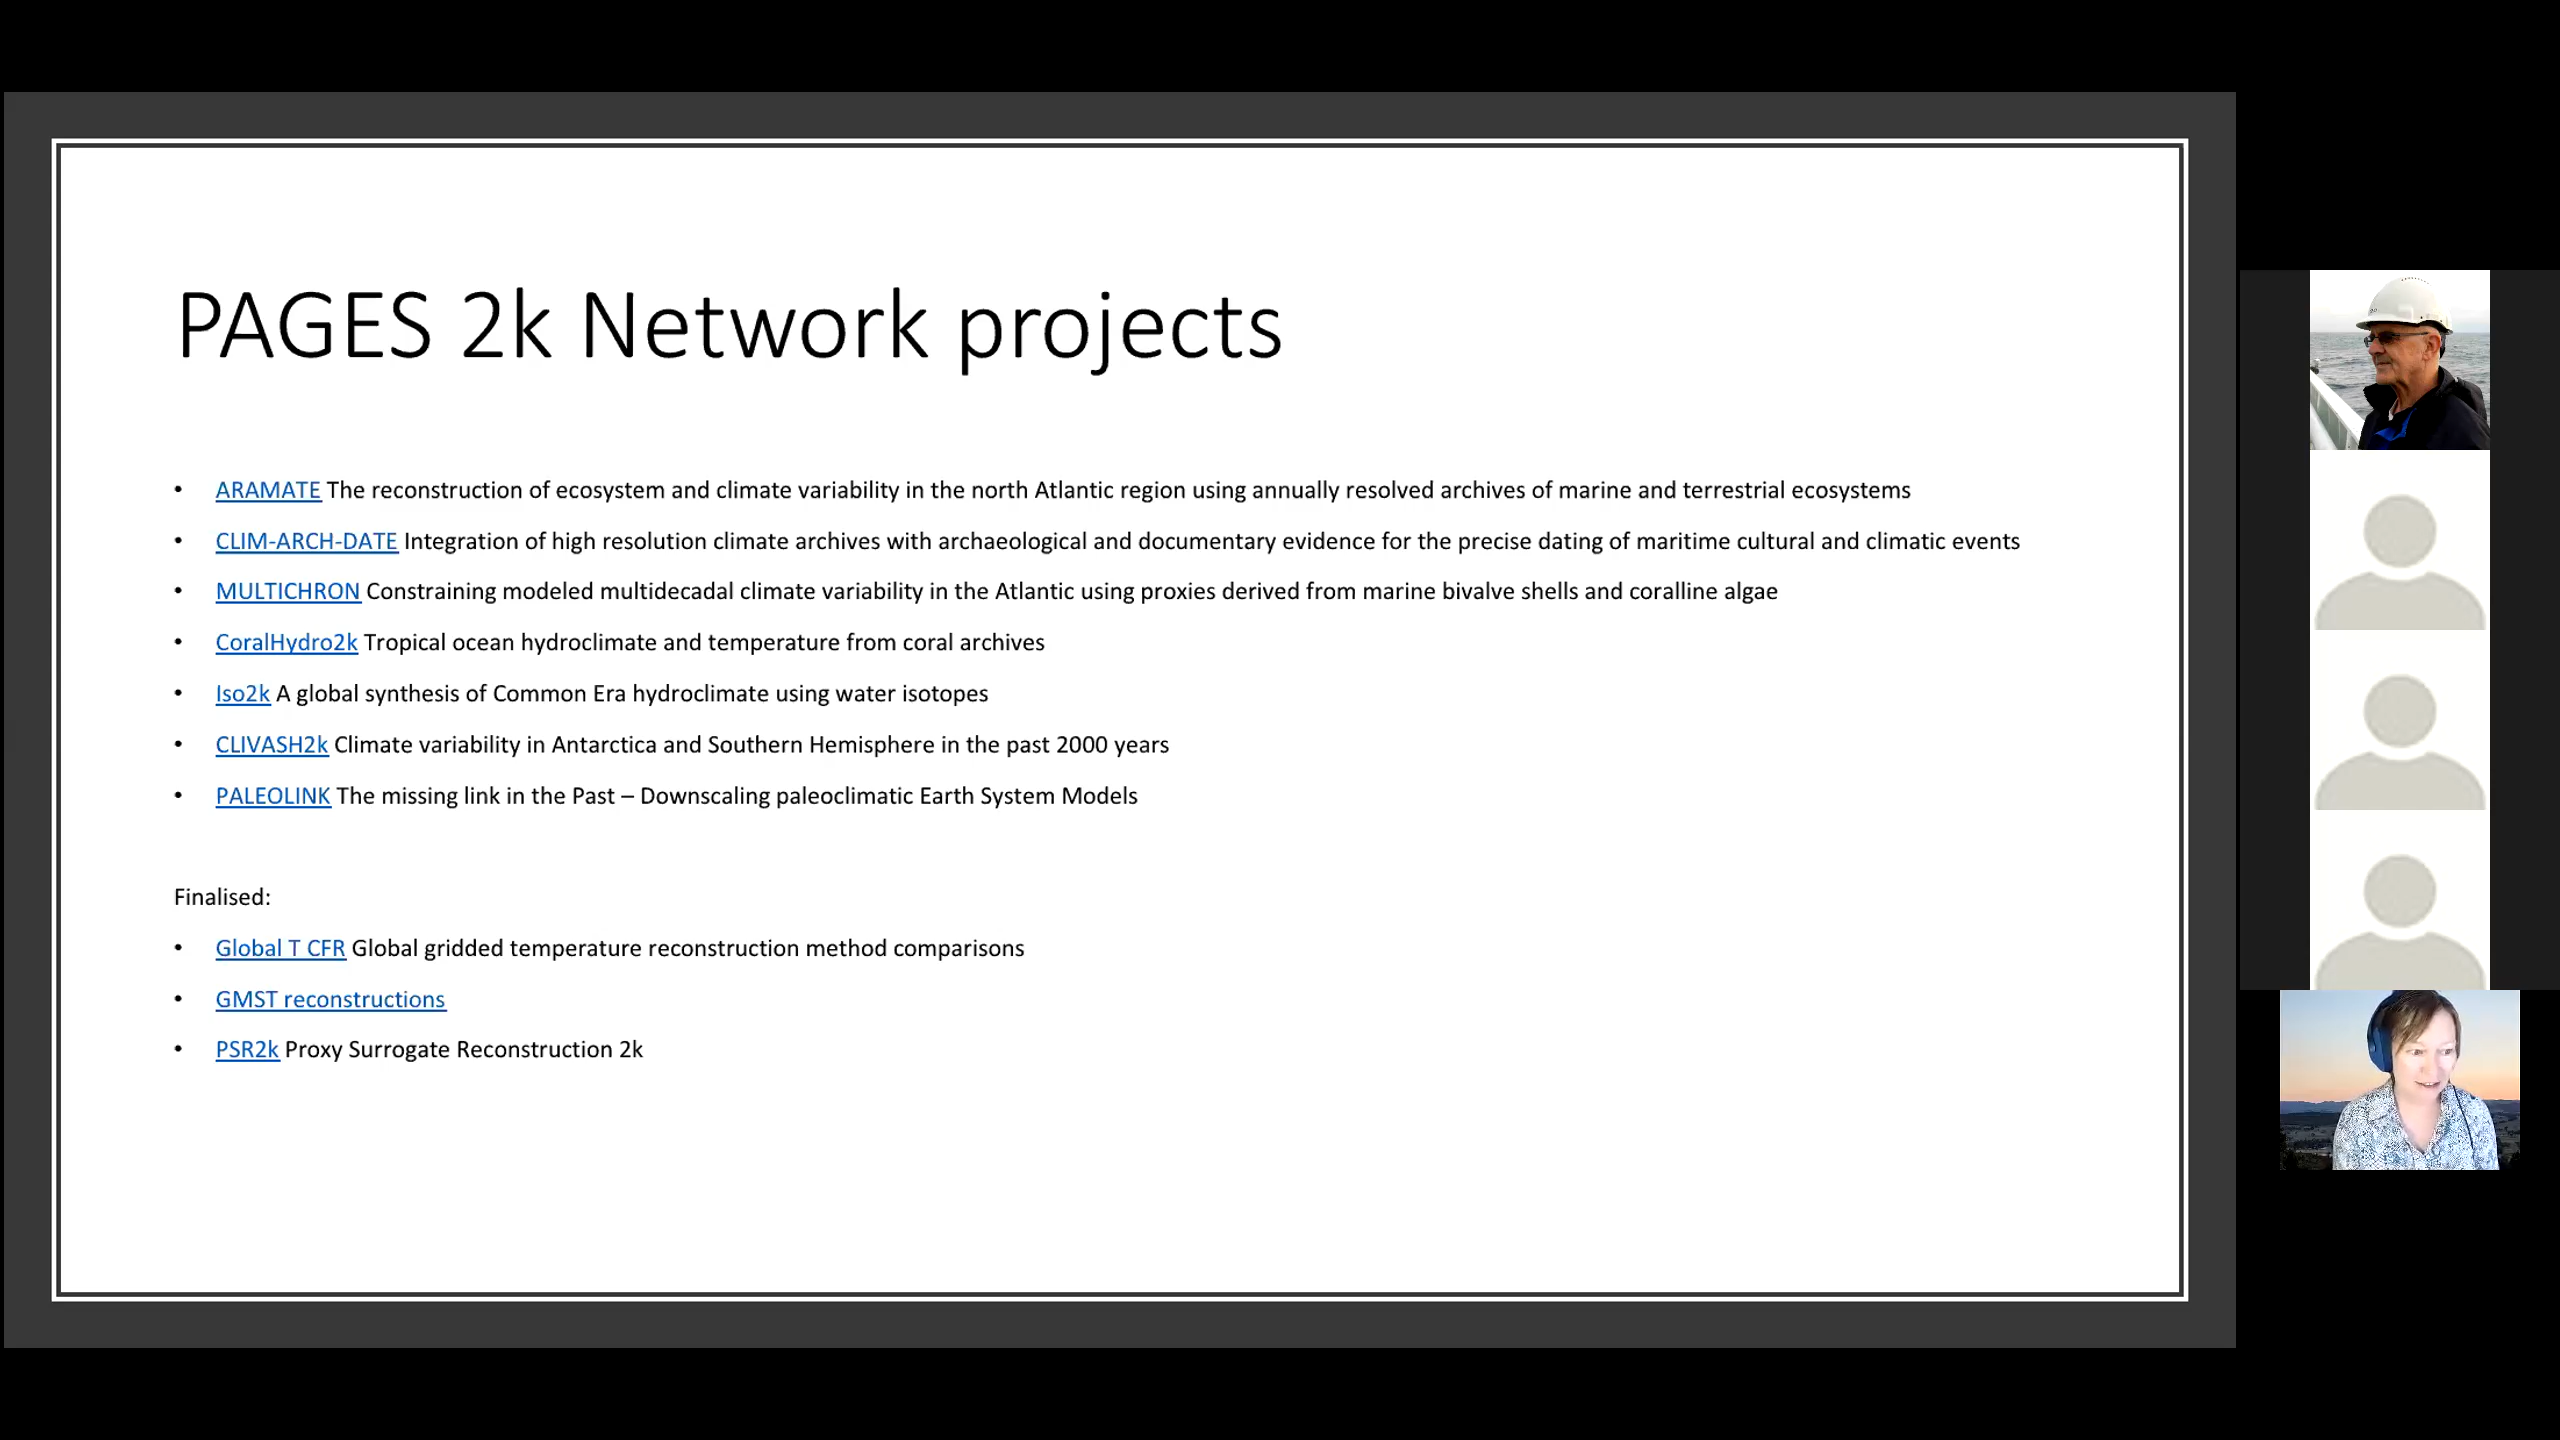 PAGES 2k Network projects
• ARAMATE The reconstruction of ecosystem and climate variability in the north Atlantic region using annually resolved archives of marine and terrestrial ecosystems
• CLIM-ARCH-DATE Integration of high resolution climate archives with archaeological and documentary evidence for the precise dating of maritime cultural and climatic events
• MULTICHRON Constraining modeled multidecadal climate variability in the Atlantic using proxies derived from marine bivalve shells and coralline algae
• CoralHydro2k Tropical ocean hydroclimate and temperature from coral archives
• Iso2k A global synthesis of Common Era hydroclimate using water isotopes
• CLIVASH2k Climate variability in Antarctica and Southern Hemisphere in the past 2000 years
• PALEOLINK The missing link in the Past – Downscaling paleoclimatic Earth System Models
Finalised:
• Global T CFR Global gridded temperature reconstruction method comparisons
• GMST reconstructions
• PSR2k Proxy Surrogate Reconstruction 2k